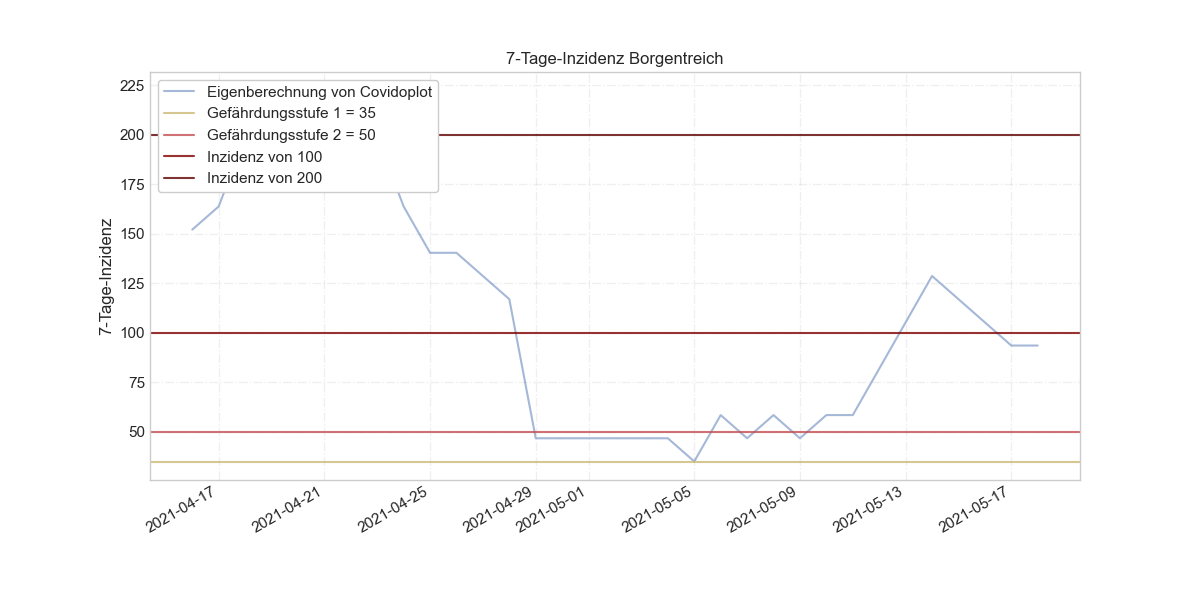 7-Tage-Inzidenz Borgentreich
Eigenberechnung von Covidoplot
Gefährdungsstufe 1 = 35
Gefährdungsstufe 2 = 50
Inzidenz von 100
Inzidenz von 200
7-Tage-Inzidenz
225
200
175
150
125
100
75
50
2021-04-17
2021-04-21
2021-04-25
2021-04-29
2021-05-01
2021-05-05
2021-05-09
2021-05-13
2021-05-17